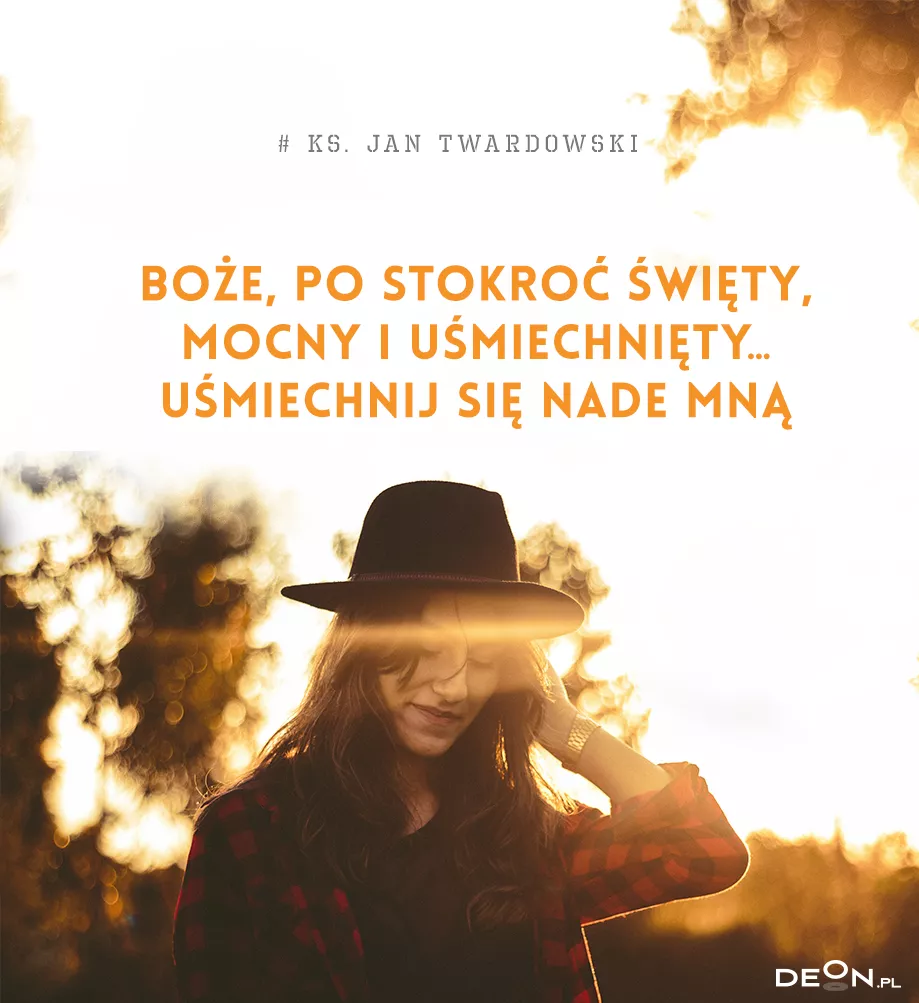 # KS. JAN TWARDOWSKI
BOŻE, PO STOKROĆ ŚWIĘTY,
MOCNY I UŚMIECHNIĘTY...
UŚMIECHNIJ SIĘ NADE MNĄ
DEON.PL